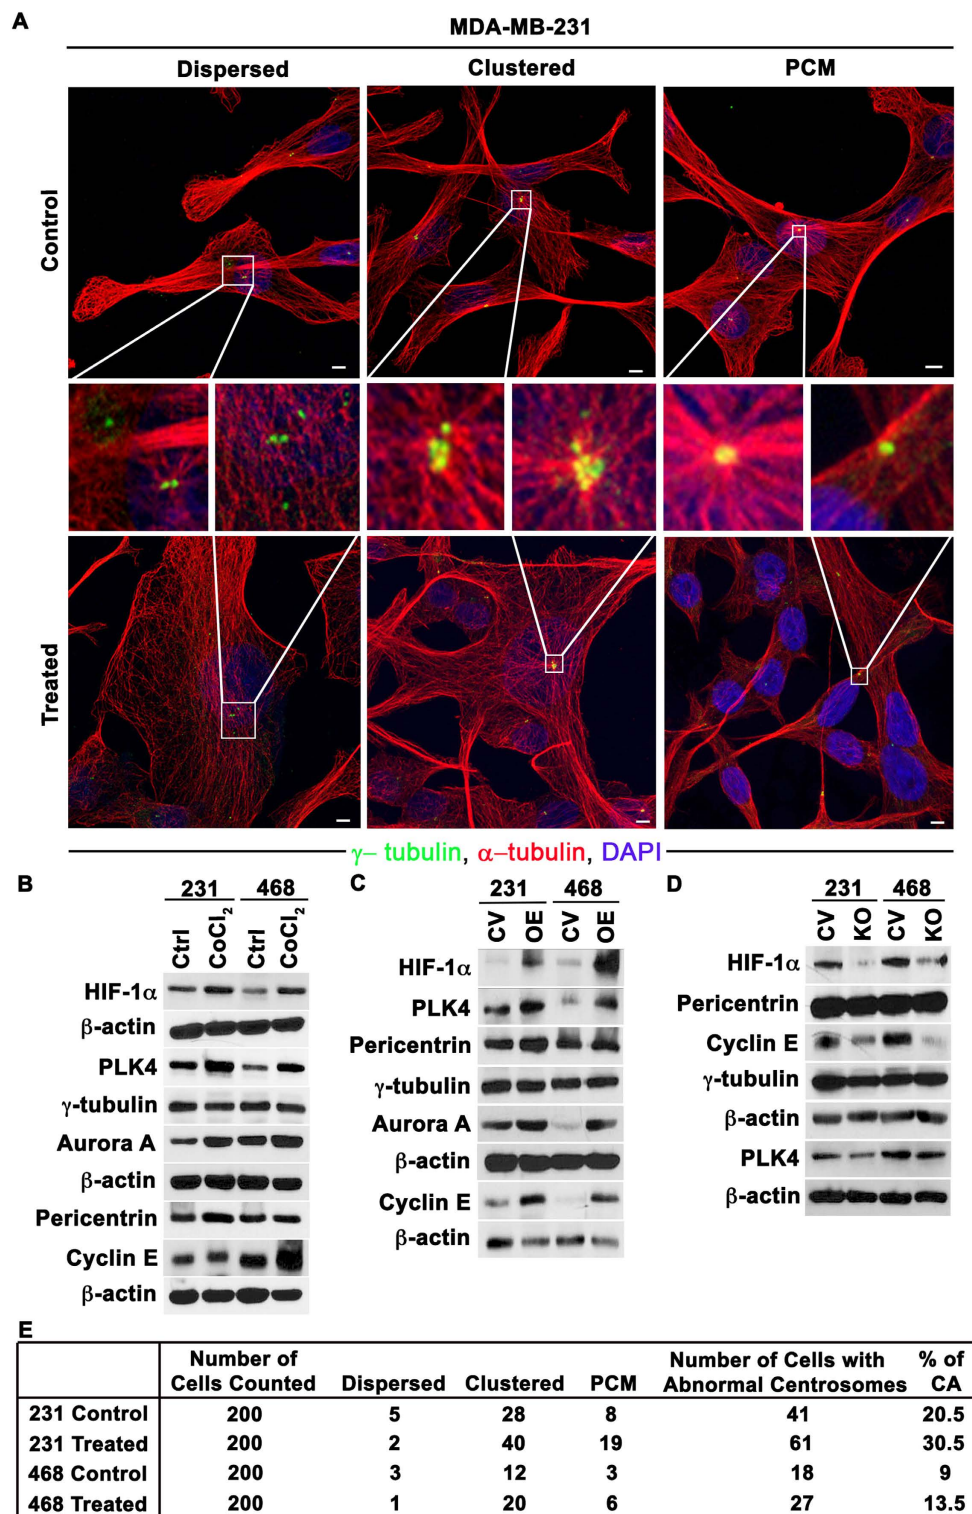 A
MDA-MB-231
Dispersed Clustered PCM
Control
Treated
γ– tubulin, α–tubulin, DAPI
B
231 468
Ctrl CoCl₂ Ctrl CoCl₂
HIF-1α
β-actin
PLK4
γ-tubulin
Aurora A
β-actin
Pericentrin
Cyclin E
β-actin
C
231 468
CV OE CV OE
HIF-1α
PLK4
Pericentrin
γ-tubulin
Aurora A
β-actin
Cyclin E
β-actin
D
231 468
CV KO CV KO
HIF-1α
Pericentrin
Cyclin E
γ-tubulin
β-actin
PLK4
β-actin
E
Number of Cells Counted Dispersed Clustered PCM Number of Cells with Abnormal Centrosomes % of CA
231 Control 200 5 28 8 41 20.5
231 Treated 200 2 40 19 61 30.5
468 Control 200 3 12 3 18 9
468 Treated 200 1 20 6 27 13.5